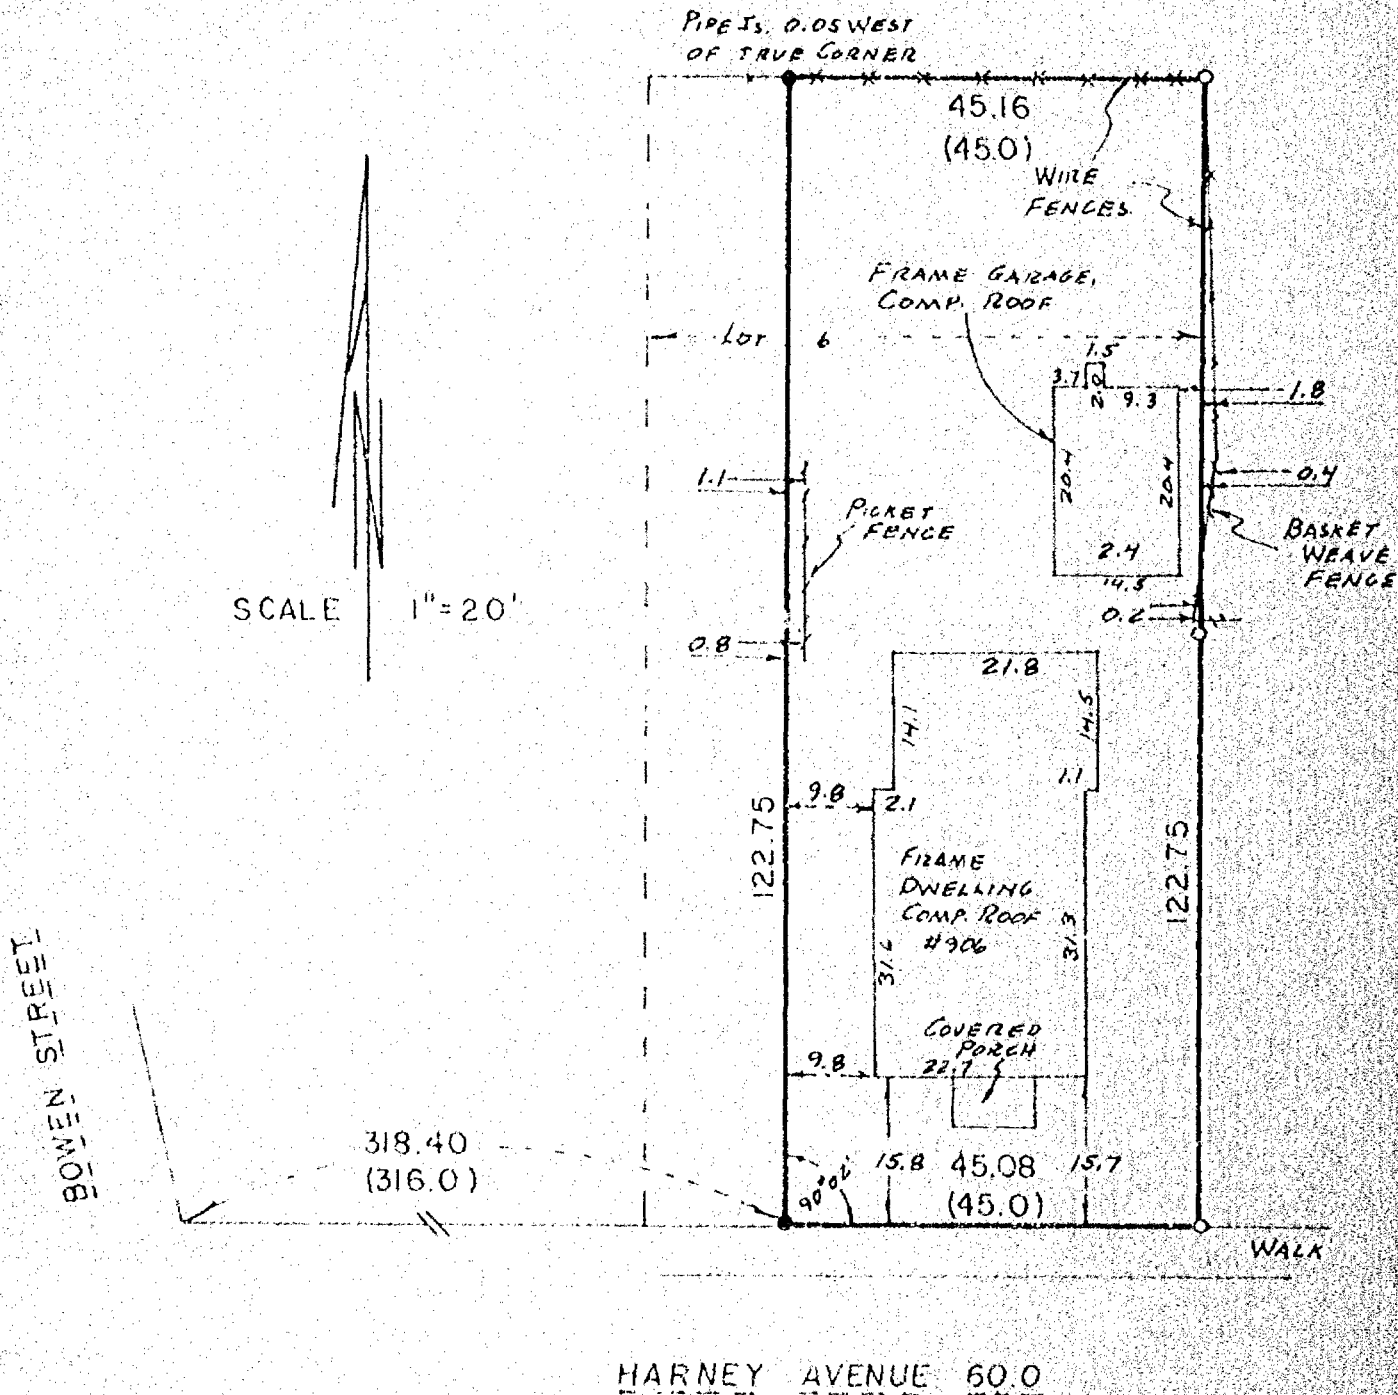 PIPE IS. 0.05 WEST
OF TRUE CORNER
45.16
(45.0)
WIRE
FENCES.
FRAME GARAGE,
COMP. ROOF
LOT 6
1.5
3.7
2.0
9.3
1.8
1.1
20.4
20.4
0.4
PICKET
FENCE
BASKET
WEAVE
FENCE
2.4
14.5
SCALE 1"=20'
0.2
0.8
21.8
14.1
14.5
1.1
9.8
2.1
122.75
122.75
FRAME
DWELLING
COMP. ROOF
#906
31.6
31.3
BOWEN STREET
COVERED
PORCH
9.8
22.7
318.40
(316.0)
15.8
45.08
(45.0)
15.7
WALK
HARNEY AVENUE 60.0